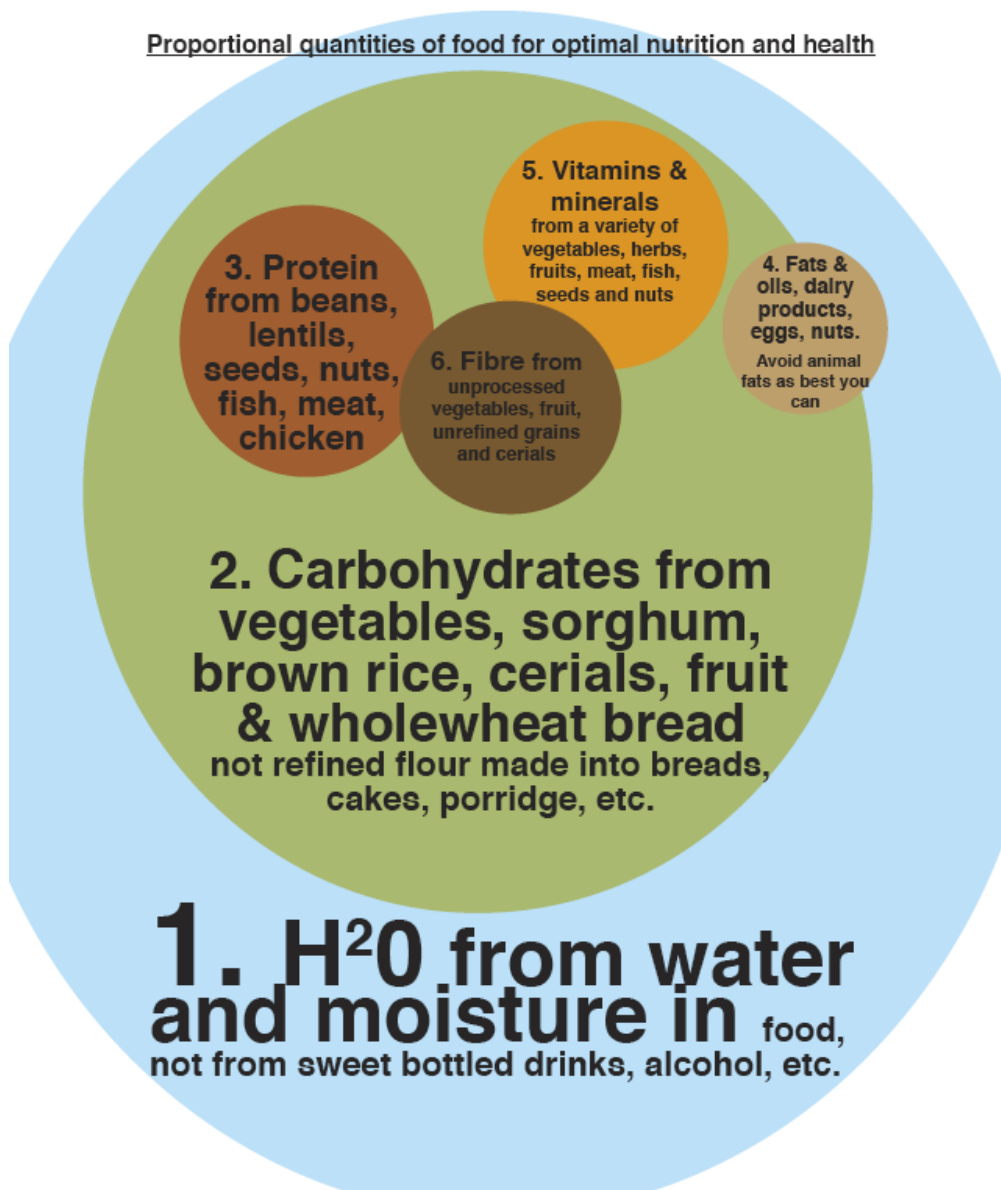 Proportional quantities of food for optimal nutrition and health
5. Vitamins &
minerals
from a variety of
vegetables, herbs,
fruits, meat, fish,
seeds and nuts
3. Protein
from beans,
lentils,
seeds, nuts,
fish, meat,
chicken
4. Fats &
oils, dairy
products,
eggs, nuts.
Avoid animal
fats as best you
can
6. Fibre from
unprocessed
vegetables, fruit,
unrefined grains
and cerials
2. Carbohydrates from
vegetables, sorghum,
brown rice, cerials, fruit
& wholewheat bread
not refined flour made into breads,
cakes, porridge, etc.
1. H²0 from water
and moisture in food,
not from sweet bottled drinks, alcohol, etc.